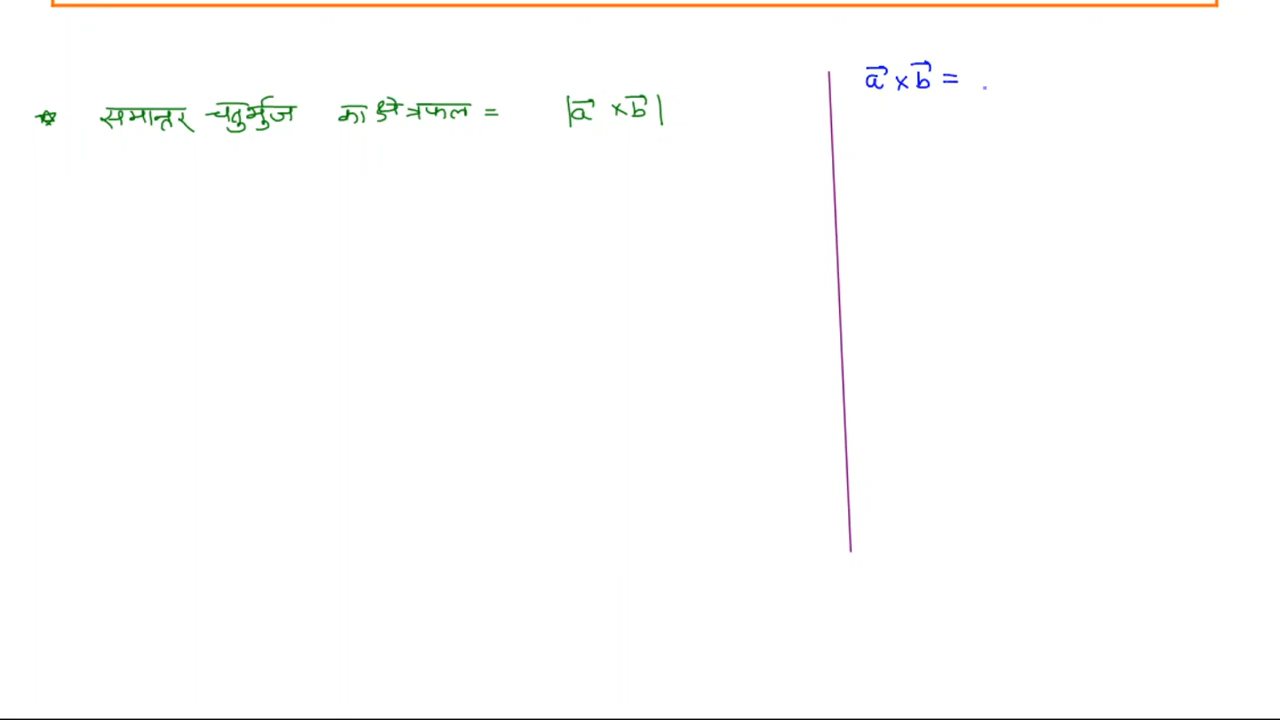 ☆ समान्तर चतुर्भुज का क्षेत्रफल = |a⃗ × b⃗|
a⃗ × b⃗ =